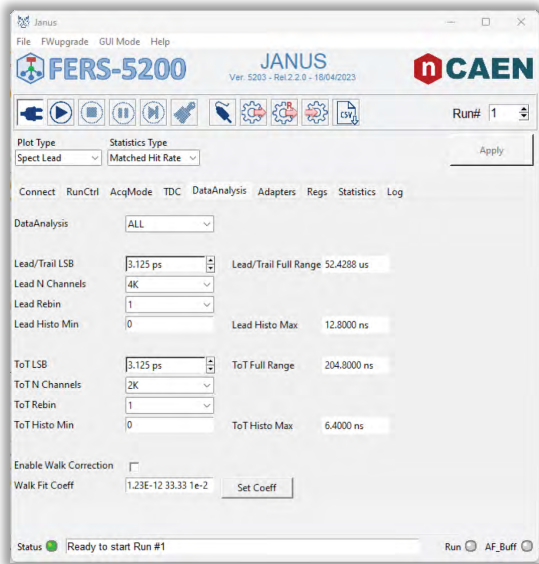 Janus
File FWupgrade GUI Mode Help
FERS-5200
JANUS
Ver. 5203 - Rel.2.2.0 - 18/04/2023
n CAEN
CSV
Run# 1
Plot Type Statistics Type
Spect Lead Matched Hit Rate
Apply
Connect RunCtrl AcqMode TDC DataAnalysis Adapters Regs Statistics Log
DataAnalysis ALL
Lead/Trail LSB 3.125 ps Lead/Trail Full Range 52.4288 us
Lead N Channels 4K
Lead Rebin 1
Lead Histo Min 0 Lead Histo Max 12.8000 ns
ToT LSB 3.125 ps ToT Full Range 204.8000 ns
ToT N Channels 2K
ToT Rebin 1
ToT Histo Min 0 ToT Histo Max 6.4000 ns
Enable Walk Correction
Walk Fit Coeff 1.23E-12 33.33 1e-2 Set Coeff
Status Ready to start Run #1 Run AF_Buff